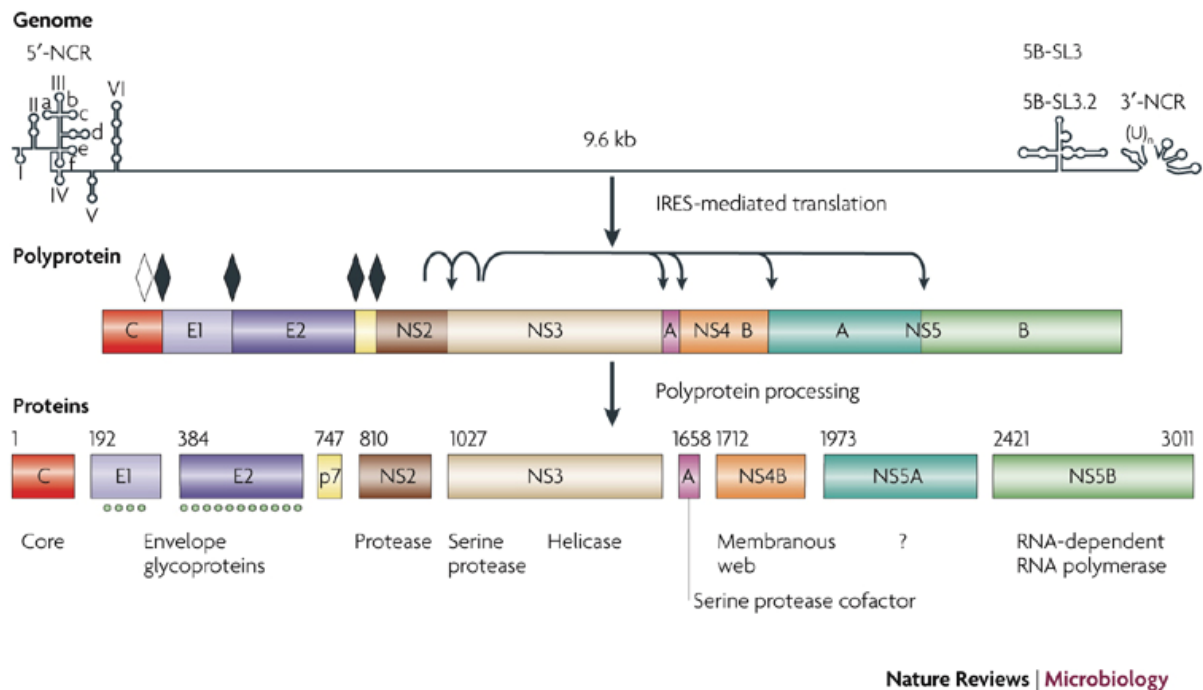 Genome
5′-NCR
5B-SL3
III
VI
II a b
c
5B-SL3.2 3′-NCR
d
9.6 kb
(U)n
e
I
f
IV
V
IRES-mediated translation
Polyprotein
C E1 E2 NS2 NS3 A NS4 B A NS5 B
Polyprotein processing
Proteins
1 192 384 747 810 1027 1658 1712 1973 2421 3011
C E1 E2 p7 NS2 NS3 A NS4B NS5A NS5B
Core Envelope Protease Serine Helicase Membranous ? RNA-dependent
glycoproteins protease web RNA polymerase
Serine protease cofactor
Nature Reviews | Microbiology